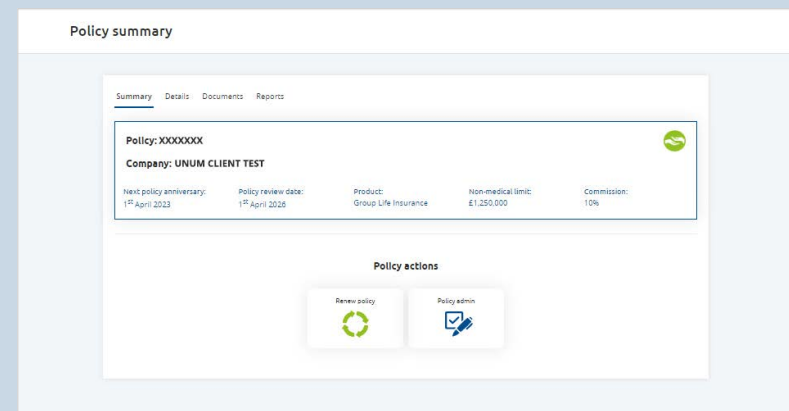 Policy summary
Summary Details Documents Reports
Policy: XXXXXXX
Company: UNUM CLIENT TEST
Next policy anniversary: Policy review date: Product: Non-medical limit: Commission:
1st April 2023 1st April 2026 Group Life Insurance £1,250,000 10%
Policy actions
Renew policy Policy admin